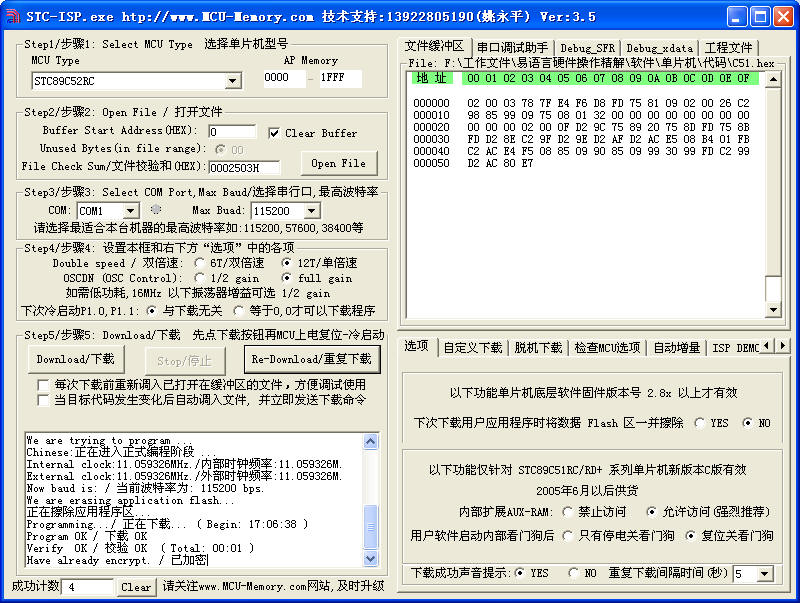 STC-ISP.exe http://www.MCU-Memory.com 技术支持:13922805190(姚永平) Ver:3.5
Step1/步骤1: Select MCU Type 选择单片机型号
MCU Type AP Memory
STC89C52RC 0000 - 1FFF
Step2/步骤2: Open File / 打开文件
Buffer Start Address(HEX): 0 Clear Buffer
Unused Bytes(in file range): 00
File Check Sum/文件校验和(HEX): 0002503H Open File
Step3/步骤3: Select COM Port,Max Baud/选择串行口,最高波特率
COM: COM1 Max Buad: 115200
请选择最适合本台机器的最高波特率如:115200,57600,38400等
Step4/步骤4: 设置本框和右下方“选项”中的各项
Double speed / 双倍速: 6T/双倍速 12T/单倍速
OSCDN (OSC Control): 1/2 gain full gain
如需低功耗,16MHz 以下振荡器增益可选 1/2 gain
下次冷启动P1.0,P1.1: 与下载无关 等于0,0才可以下载程序
Step5/步骤5: Download/下载 先点下载按钮再MCU上电复位-冷启动
Download/下载 Stop/停止 Re-Download/重复下载
每次下载前重新调入已打开在缓冲区的文件，方便调试使用
当目标代码发生变化后自动调入文件, 并立即发送下载命令
We are trying to program ...
Chinese:正在进入正式编程阶段 ...
Internal clock:11.059326MHz./内部时钟频率:11.059326M.
External clock:11.059326MHz./外部时钟频率:11.059326M.
Now baud is: / 当前波特率为: 115200 bps.
We are erasing application flash...
正在擦除应用程序区...
Programming.../ 正在下载... ( Begin: 17:06:38 )
Program OK / 下载 OK
Verify OK / 校验 OK ( Total: 00:01 )
Have already encrypt. / 已加密
成功计数 4 Clear 请关注www.MCU-Memory.com网站,及时升级
文件缓冲区 串口调试助手 Debug_SFR Debug_xdata 工程文件
File: F:\工作文件\易语言硬件操作精解\软件\单片机\代码\C51.hex
地 址 00 01 02 03 04 05 06 07 08 09 0A 0B 0C 0D 0E 0F
000000 02 00 03 78 7F E4 F6 D8 FD 75 81 09 02 00 26 C2
000010 98 85 99 09 75 08 01 32 00 00 00 00 00 00 00 00
000020 00 00 00 00 02 00 0F D2 9C 75 89 20 75 8D FD 75 8B
000030 FD D2 8E C2 9F D2 9E D2 AF D2 AC E5 08 B4 01 FB
000040 C2 AC E4 F5 08 85 09 90 85 09 99 30 99 FD C2 99
000050 D2 AC 80 E7
选项 自定义下载 脱机下载 检查MCU选项 自动增量 ISP DEMO
以下功能单片机底层软件固件版本号 2.8x 以上才有效
下次下载用户应用程序时将数据 Flash 区一并擦除 YES NO
以下功能仅针对 STC89C51RC/RD+ 系列单片机新版本C版有效
2005年6月以后供货
内部扩展AUX-RAM: 禁止访问 允许访问(强烈推荐)
用户软件启动内部看门狗后 只有停电关看门狗 复位关看门狗
下载成功声音提示: YES NO 重复下载间隔时间(秒) 5